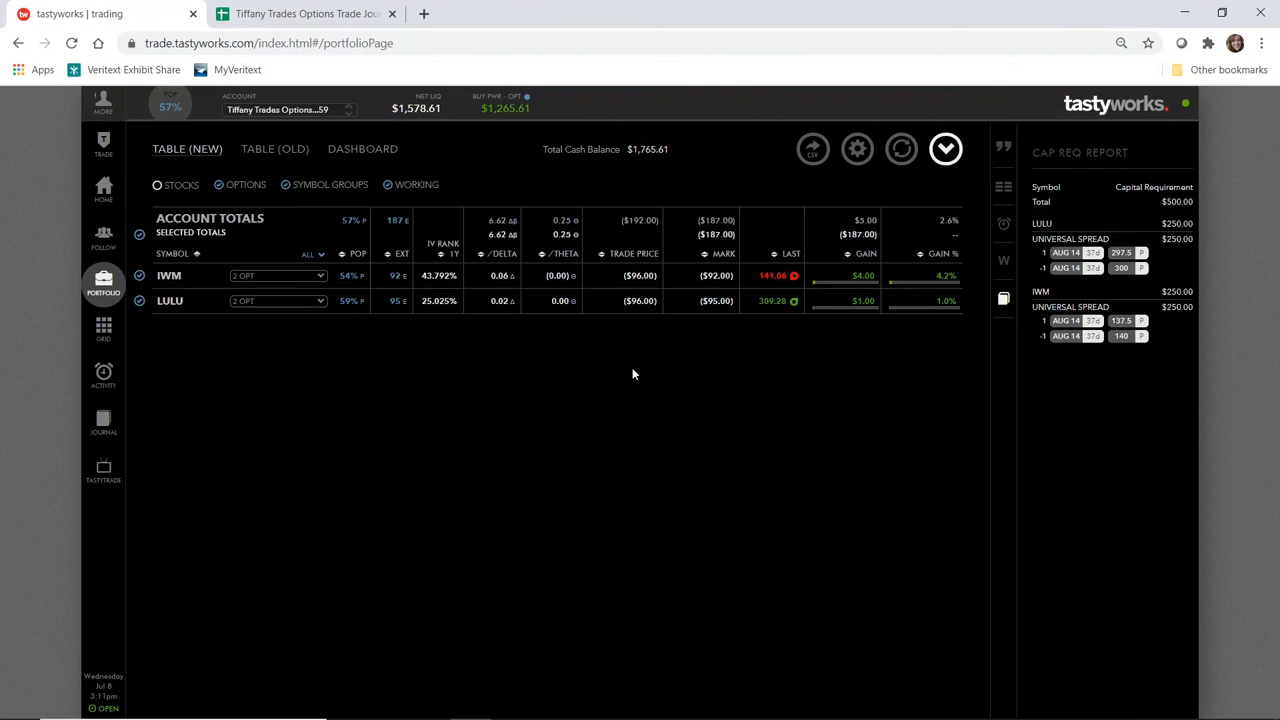 tastyworks | trading
Tiffany Trades Options Trade Jou
trade.tastyworks.com/index.html#/portfolioPage
Apps
Veritext Exhibit Share
MyVeritext
Other bookmarks
MORE
POP
57%
ACCOUNT
Tiffany Trades Options...59
NET LIQ
$1,578.61
BUY PWR - OPT
$1,265.61
tastyworks.
TRADE
HOME
FOLLOW
PORTFOLIO
GRID
ACTIVITY
JOURNAL
TASTYTRADE
Wednesday
Jul 8
3:11pm
OPEN
TABLE (NEW) TABLE (OLD) DASHBOARD Total Cash Balance $1,765.61 CSV
STOCKS OPTIONS SYMBOL GROUPS WORKING
ACCOUNT TOTALS 57% P 187 E 6.62 Δβ 0.25 Θ ($192.00) ($187.00) $5.00 2.6%
SELECTED TOTALS 6.62 Δβ 0.25 Θ ($187.00) ($187.00) --
SYMBOL ALL POP EXT IV RANK 1Y /DELTA /THETA TRADE PRICE MARK LAST GAIN GAIN %
IWM 2 OPT 54% P 92 E 43.792% 0.06 Δ (0.00) Θ ($96.00) ($92.00) 141.06 $4.00 4.2%
LULU 2 OPT 59% P 95 E 25.025% 0.02 Δ 0.00 Θ ($96.00) ($95.00) 309.28 $1.00 1.0%
W
CAP REQ REPORT
Symbol Capital Requirement
Total $500.00
LULU $250.00
UNIVERSAL SPREAD $250.00
1 AUG 14 37d 297.5 P
-1 AUG 14 37d 300 P
IWM $250.00
UNIVERSAL SPREAD $250.00
1 AUG 14 37d 137.5 P
-1 AUG 14 37d 140 P